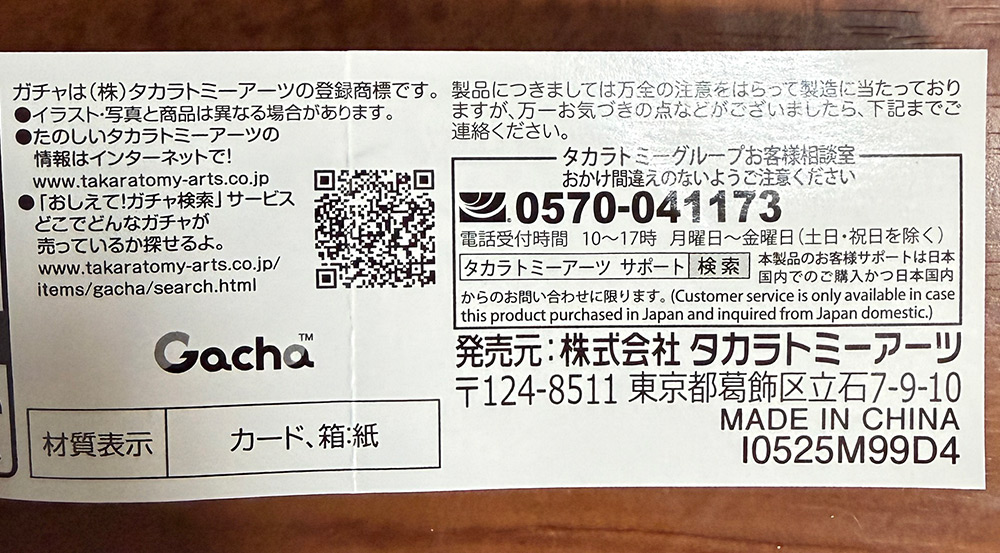 ガチャは(株)タカラトミーアーツの登録商標です。
●イラスト・写真と商品は異なる場合があります。
●たのしいタカラトミーアーツの
情報はインターネットで!
www.takaratomy-arts.co.jp
●「おしえて!ガチャ検索」サービス
どこでどんなガチャが
売っているか探せるよ。
www.takaratomy-arts.co.jp/
items/gacha/search.html
Gacha™
材質表示 カード、箱:紙
製品につきましては万全の注意をはらって製造に当たっており
ますが、万一お気づきの点などがございましたら、下記までご
連絡ください。
タカラトミーグループお客様相談室
おかけ間違えのないようご注意ください
0570-041173
電話受付時間 10〜17時 月曜日〜金曜日(土日・祝日を除く)
タカラトミーアーツ サポート 検索
本製品のお客様サポートは日本
国内でのご購入かつ日本国内
からのお問い合わせに限ります。(Customer service is only available in case
this product purchased in Japan and inquired from Japan domestic.)
発売元:株式会社 タカラトミーアーツ
〒124-8511 東京都葛飾区立石7-9-10
MADE IN CHINA
I0525M99D4